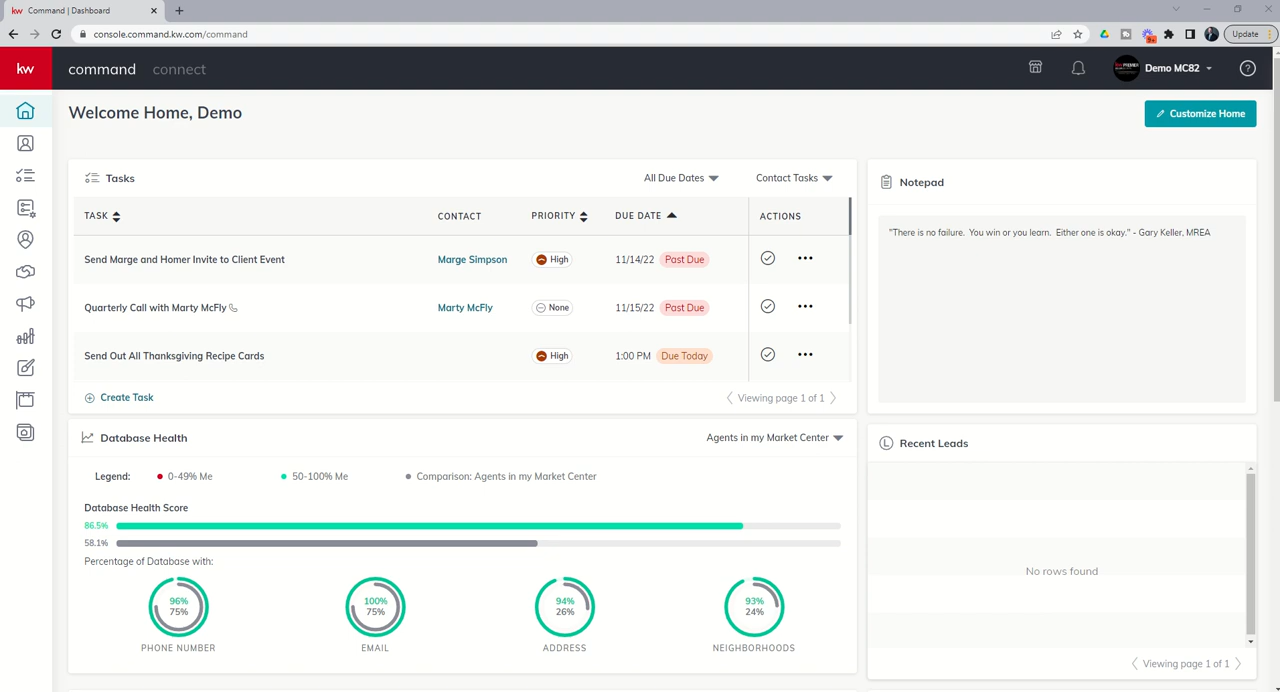 kw Command | Dashboard
console.command.kw.com/command
9+
Update
kw
command connect
Demo MC82
Welcome Home, Demo
Customize Home
Tasks
All Due Dates
Contact Tasks
TASK CONTACT PRIORITY DUE DATE ACTIONS
Send Marge and Homer Invite to Client Event Marge Simpson High 11/14/22 Past Due
Quarterly Call with Marty McFly Marty McFly None 11/15/22 Past Due
Send Out All Thanksgiving Recipe Cards High 1:00 PM Due Today
Create Task
Viewing page 1 of 1
Notepad
"There is no failure. You win or you learn. Either one is okay." - Gary Keller, MREA
Database Health
Agents in my Market Center
Legend: 0-49% Me 50-100% Me Comparison: Agents in my Market Center
Database Health Score
86.5%
58.1%
Percentage of Database with:
96% 100% 94% 93%
75% 75% 26% 24%
PHONE NUMBER EMAIL ADDRESS NEIGHBORHOODS
L Recent Leads
No rows found
Viewing page 1 of 1